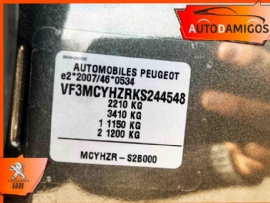 AUTODAMIGOS
AUTOMOBILES PEUGEOT
e2*2007/46*0534
VF3MCYHZRKS244548
2210 KG
3410 KG
1 1150 KG
2 1200 KG
MCYHZR - S2B000
5008